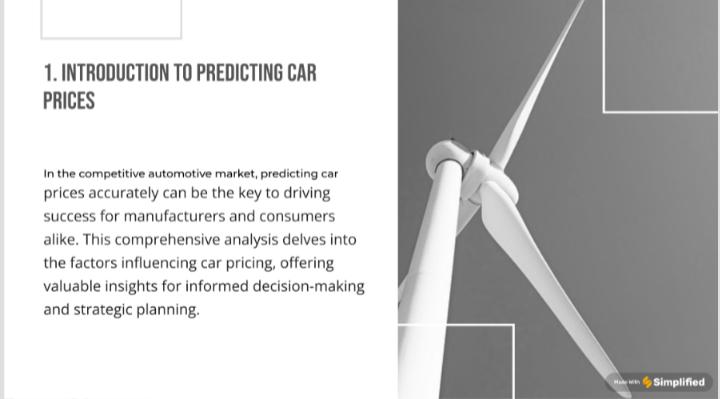 1. INTRODUCTION TO PREDICTING CAR
PRICES
In the competitive automotive market, predicting car
prices accurately can be the key to driving
success for manufacturers and consumers
alike. This comprehensive analysis delves into
the factors influencing car pricing, offering
valuable insights for informed decision-making
and strategic planning.
Made With Simplified